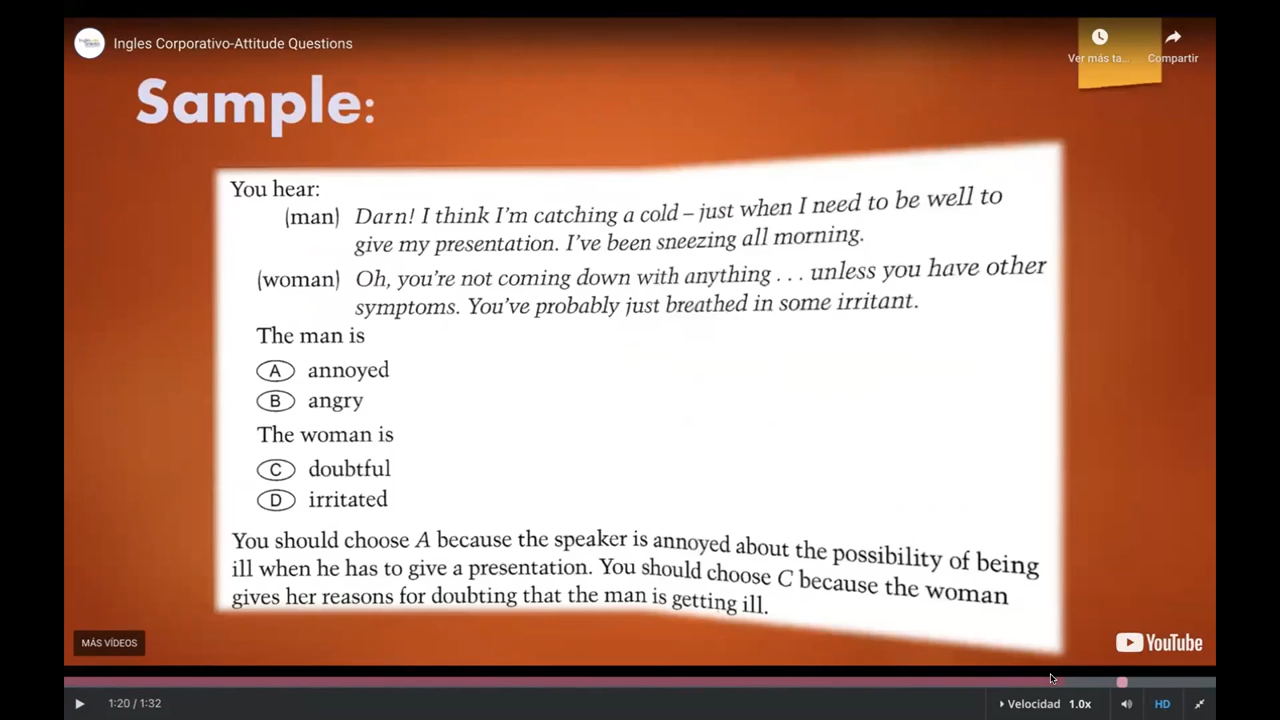 Ingles Corporativo-Attitude Questions
Ver más ta...
Compartir
Sample:
You hear:
(man) Darn! I think I'm catching a cold – just when I need to be well to
give my presentation. I've been sneezing all morning.
(woman) Oh, you're not coming down with anything . . . unless you have other
symptoms. You've probably just breathed in some irritant.
The man is
A annoyed
B angry
The woman is
C doubtful
D irritated
You should choose A because the speaker is annoyed about the possibility of being
ill when he has to give a presentation. You should choose C because the woman
gives her reasons for doubting that the man is getting ill.
MÁS VÍDEOS
YouTube
1:20 / 1:32
Velocidad 1.0x
HD